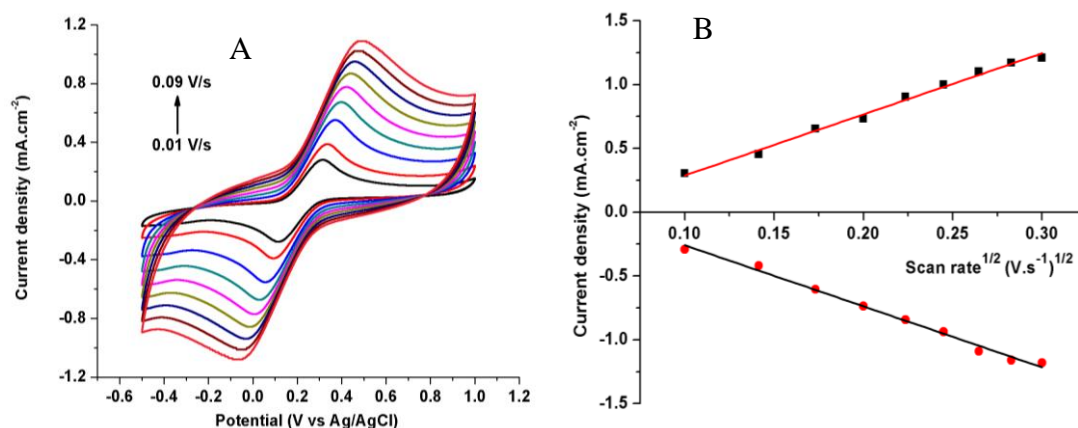 A
0.09 V/s
0.01 V/s
Current density (mA.cm-2)
1.2
0.8
0.4
0.0
-0.4
-0.8
-1.2
-0.6 -0.4 -0.2 0.0 0.2 0.4 0.6 0.8 1.0 1.2
Potential (V vs Ag/AgCl)
B
Current density (mA.cm-2)
1.5
1.0
0.5
0.0
-0.5
-1.0
-1.5
0.10 0.15 0.20 0.25 0.30
Scan rate1/2 (V.s-1)1/2